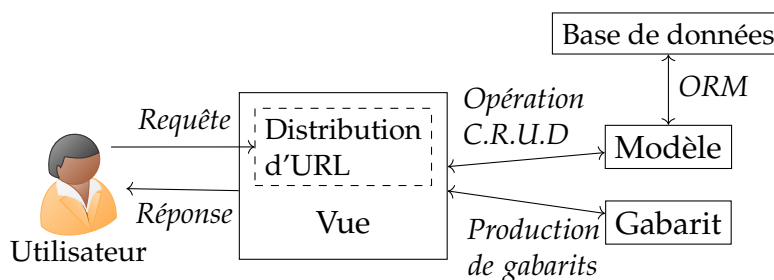 Base de données
ORM
Opération
C.R.U.D
Requête
Distribution
d'URL
Modèle
Réponse
Vue
Gabarit
Production
de gabarits
Utilisateur